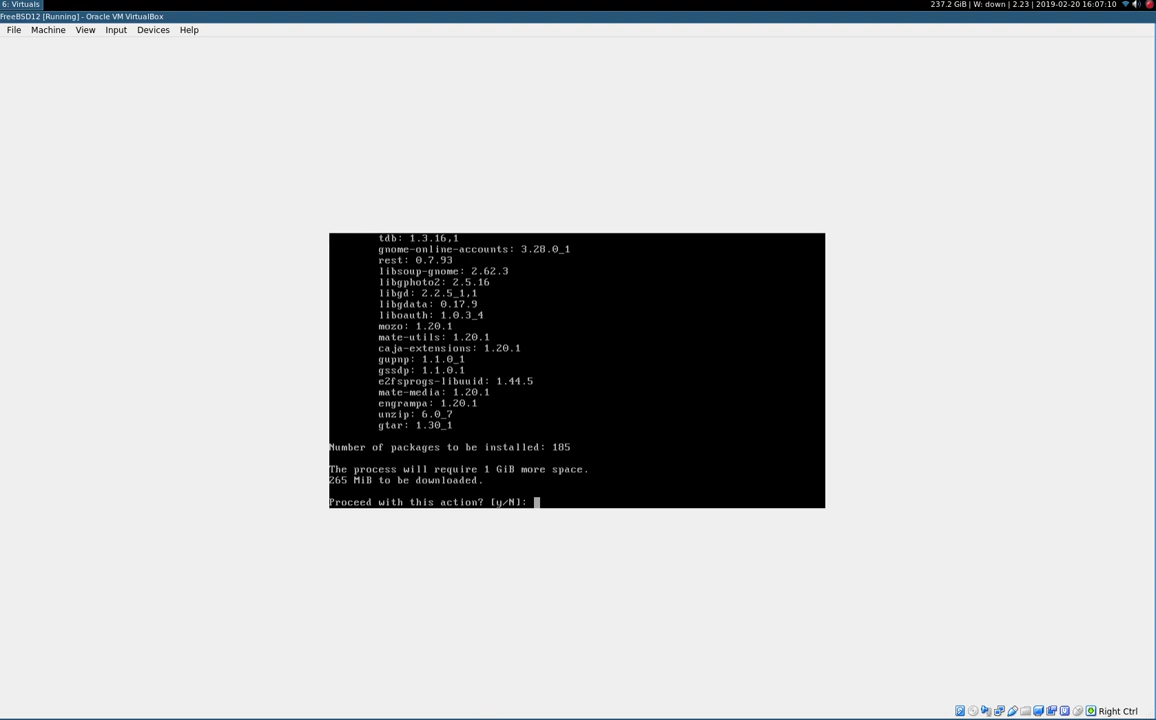 6: Virtuals
237.2 GiB | W: down | 2.23 | 2019-02-20 16:07:10
FreeBSD12 [Running] - Oracle VM VirtualBox
File Machine View Input Devices Help
tdb: 1.3.16,1
gnome-online-accounts: 3.28.0_1
rest: 0.7.93
libsoup-gnome: 2.62.3
libgphoto2: 2.5.16
libgd: 2.2.5_1,1
libgdata: 0.17.9
liboauth: 1.0.3_4
mozo: 1.20.1
mate-utils: 1.20.1
caja-extensions: 1.20.1
gupnp: 1.1.0_1
gssdp: 1.1.0.1
e2fsprogs-libuuid: 1.44.5
mate-media: 1.20.1
engrampa: 1.20.1
unzip: 6.0_7
gtar: 1.30_1
Number of packages to be installed: 185
The process will require 1 GiB more space.
265 MiB to be downloaded.
Proceed with this action? [y/N]:
Right Ctrl